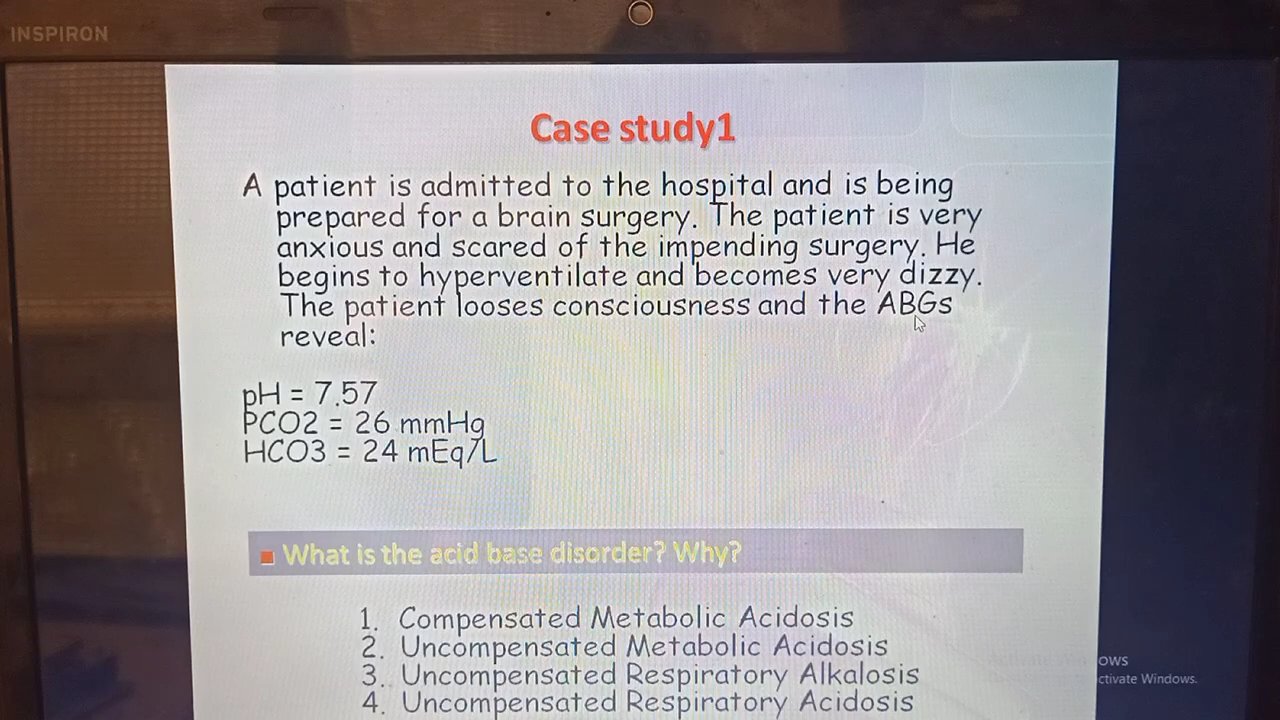 INSPIRON
Case study1
A patient is admitted to the hospital and is being
prepared for a brain surgery. The patient is very
anxious and scared of the impending surgery. He
begins to hyperventilate and becomes very dizzy.
The patient looses consciousness and the ABGs
reveal:
pH = 7.57
PCO2 = 26 mmHg
HCO3 = 24 mEq/L
What is the acid base disorder? Why?
1. Compensated Metabolic Acidosis
2. Uncompensated Metabolic Acidosis
3. Uncompensated Respiratory Alkalosis
4. Uncompensated Respiratory Acidosis